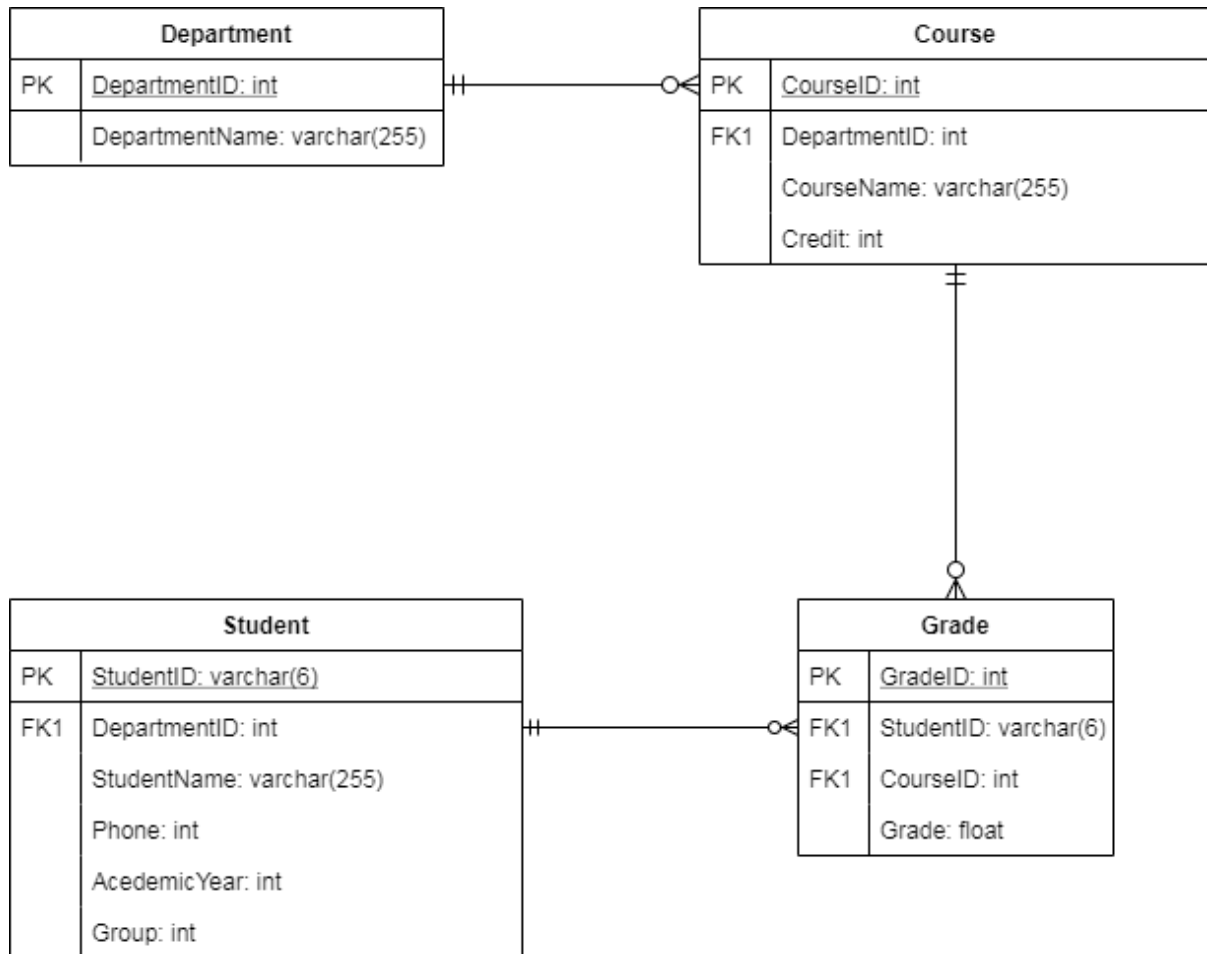 Department
PK DepartmentID: int
DepartmentName: varchar(255)
Course
PK CourseID: int
FK1 DepartmentID: int
CourseName: varchar(255)
Credit: int
Student
PK StudentID: varchar(6)
FK1 DepartmentID: int
StudentName: varchar(255)
Phone: int
AcedemicYear: int
Group: int
Grade
PK GradeID: int
FK1 StudentID: varchar(6)
FK1 CourseID: int
Grade: float